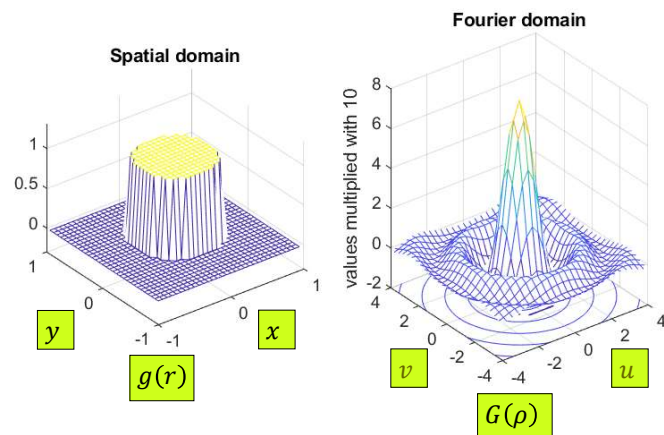 Spatial domain
1
0.5
0
1
0
-1
-1
0
1
y
x
g(r)
Fourier domain
values multiplied with 10
8
6
4
2
0
-2
4
2
0
-2
-4
-4
-2
0
2
4
v
u
G(ρ)